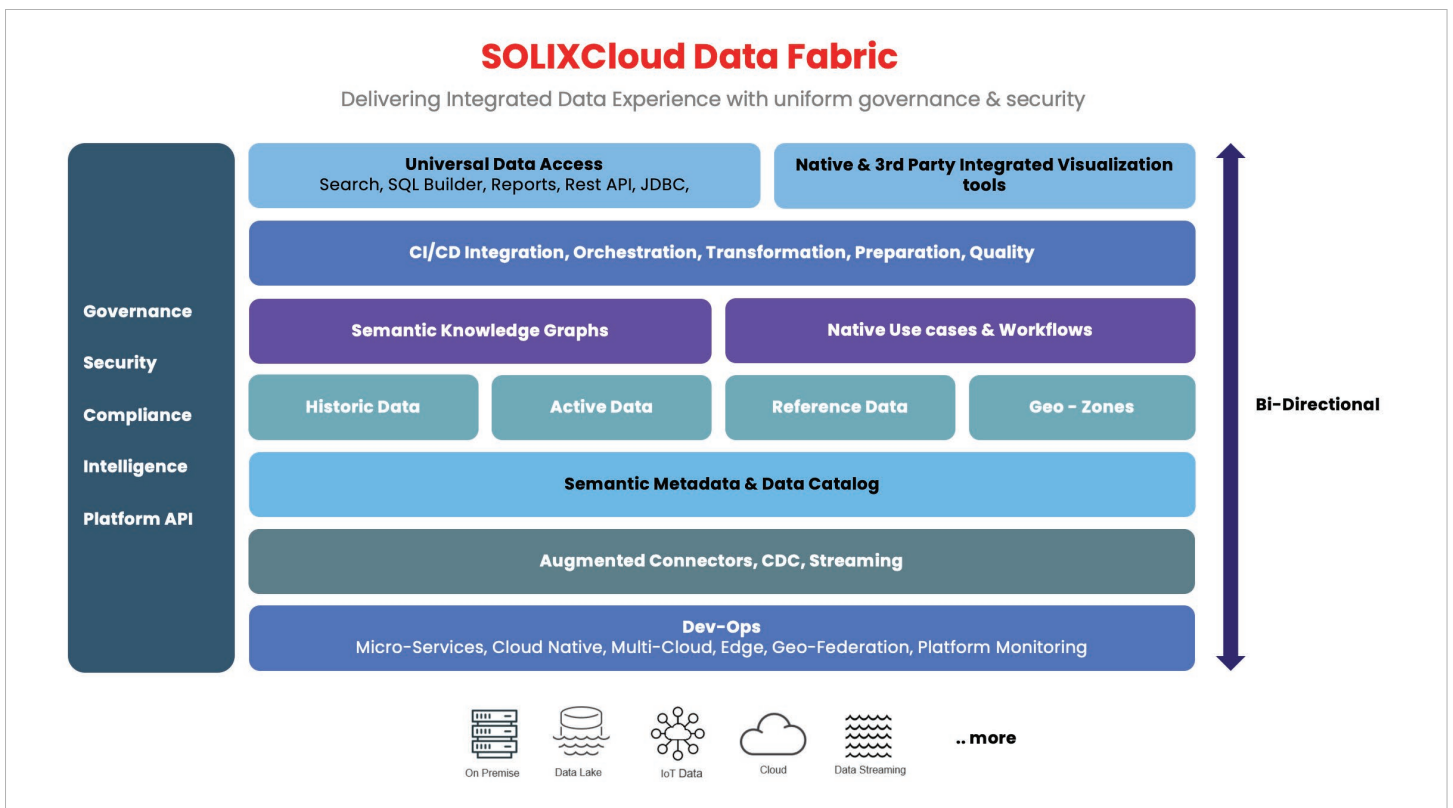 SOLIXCloud Data Fabric
Delivering Integrated Data Experience with uniform governance & security
Governance
Security
Compliance
Intelligence
Platform API
Universal Data Access
Search, SQL Builder, Reports, Rest API, JDBC,
Native & 3rd Party Integrated Visualization
tools
CI/CD Integration, Orchestration, Transformation, Preparation, Quality
Semantic Knowledge Graphs
Native Use cases & Workflows
Historic Data
Active Data
Reference Data
Geo - Zones
Semantic Metadata & Data Catalog
Augmented Connectors, CDC, Streaming
Dev-Ops
Micro-Services, Cloud Native, Multi-Cloud, Edge, Geo-Federation, Platform Monitoring
Bi-Directional
On Premise
Data Lake
IoT Data
Cloud
Data Streaming
.. more